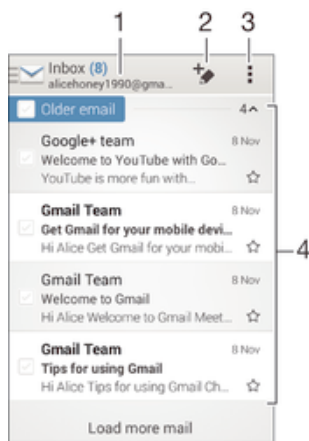 1 2 3
Inbox (8)
alicehoney1990@gma...
Older email 4
Google+ team 8 Nov
Welcome to YouTube with Go...
YouTube is more fun with...
Gmail Team 8 Nov
Get Gmail for your mobile devi...
Hi Alice Get Gmail for your mobi...
4
Gmail Team 8 Nov
Welcome to Gmail
Hi Alice Welcome to Gmail Meet...
Gmail Team 8 Nov
Tips for using Gmail
Hi Alice Tips for using Gmail Ch...
Load more mail